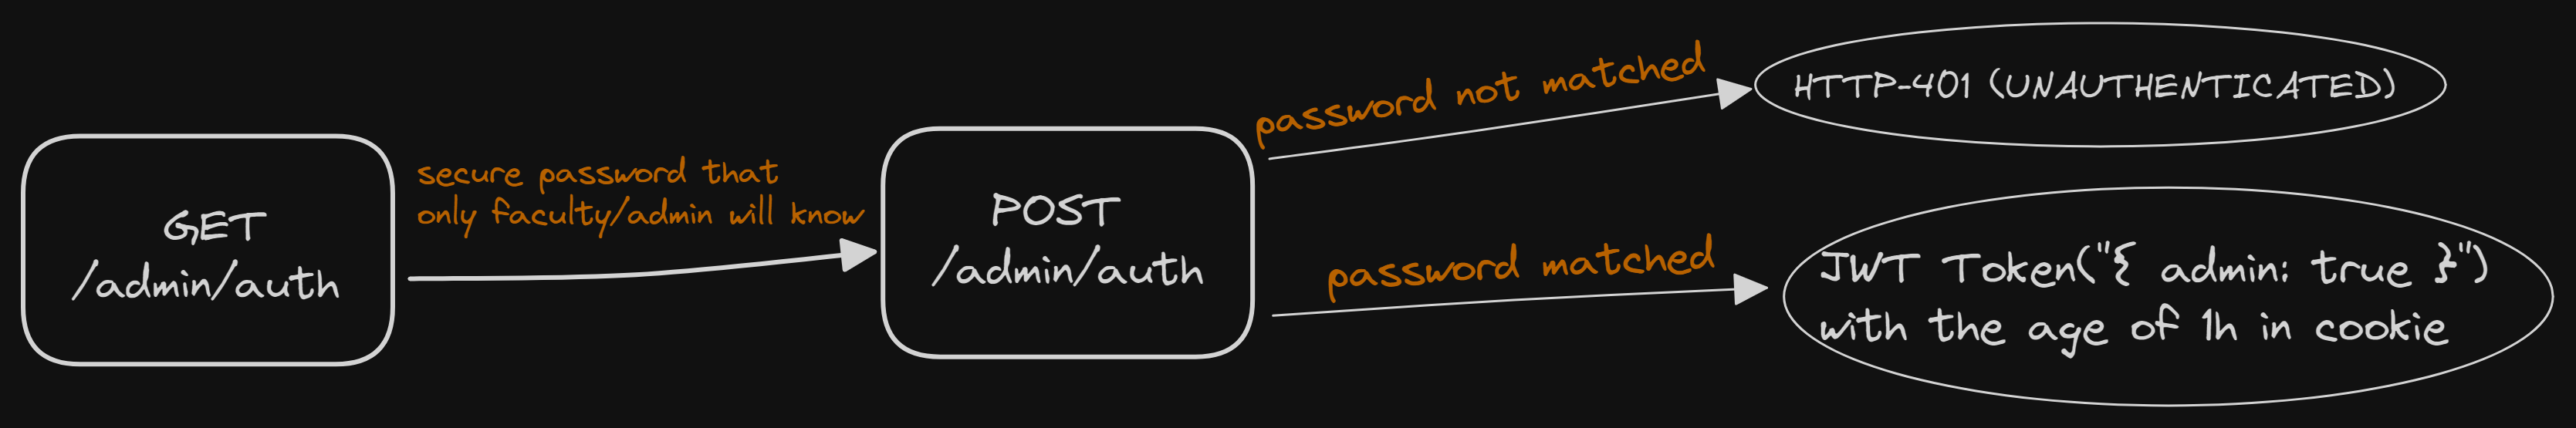 GET
/admin/auth
secure password that
only faculty/admin will know
POST
/admin/auth
password not matched
HTTP-401 (UNAUTHENTICATED)
password matched
JWT Token("{ admin: true }")
with the age of 1h in cookie